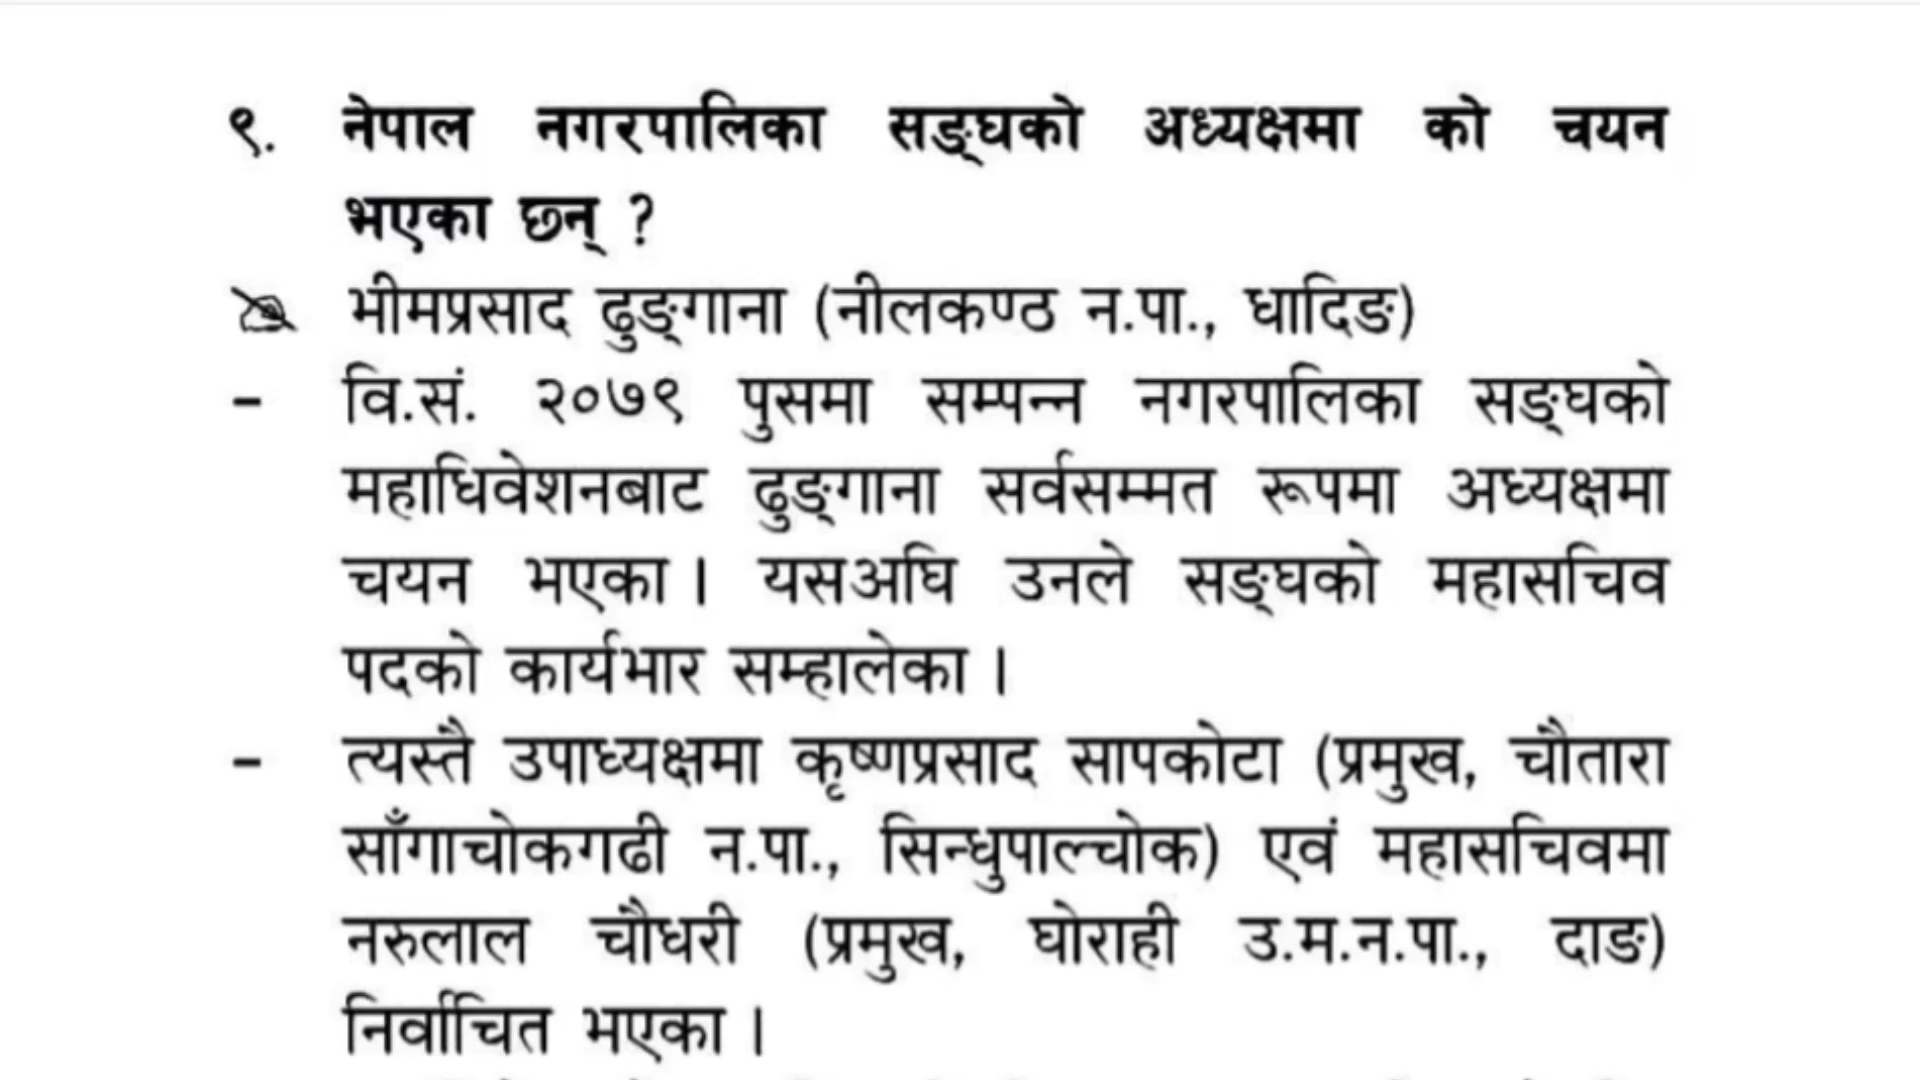 ९. नेपाल नगरपालिका सङ्घको अध्यक्षमा को चयन
भएका छन् ?
भीमप्रसाद ढुङ्गाना (नीलकण्ठ न.पा., धादिङ)
- वि.सं. २०७९ पुसमा सम्पन्न नगरपालिका सङ्घको
महाधिवेशनबाट ढुङ्गाना सर्वसम्मत रूपमा अध्यक्षमा
चयन भएका । यसअघि उनले सङ्घको महासचिव
पदको कार्यभार सम्हालेका ।
- त्यस्तै उपाध्यक्षमा कृष्णप्रसाद सापकोटा (प्रमुख, चौतारा
साँगाचोकगढी न.पा., सिन्धुपाल्चोक) एवं महासचिवमा
नरुलाल चौधरी (प्रमुख, घोराही उ.म.न.पा., दाङ)
निर्वाचित भएका ।